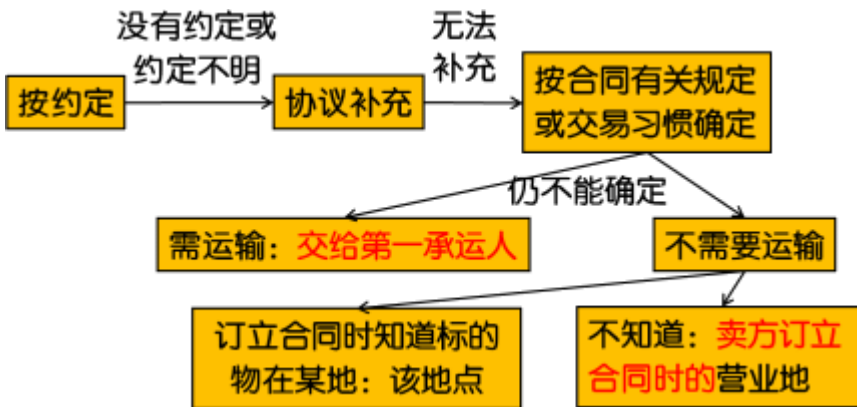 没有约定或
约定不明
无法
补充
按约定
协议补充
按合同有关规定
或交易习惯确定
仍不能确定
需运输：交给第一承运人
不需要运输
订立合同时知道标的
物在某地：该地点
不知道：卖方订立
合同时的营业地